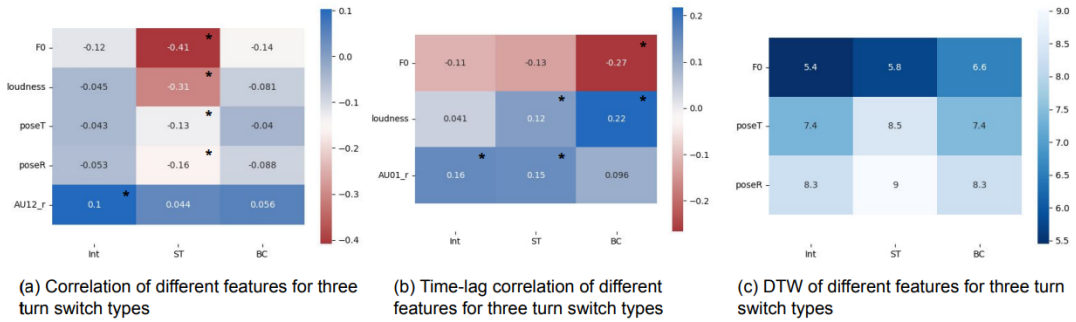 F0 -0.12 -0.41 * -0.14
loudness -0.045 -0.31 * -0.081
poseT -0.043 -0.13 * -0.04
poseR -0.053 -0.16 * -0.088
AU12_r 0.1 * 0.044 0.056
Int ST BC
0.1
0.0
-0.1
-0.2
-0.3
-0.4
(a) Correlation of different features for three
turn switch types
F0 -0.11 -0.13 -0.27 *
loudness 0.041 0.12 * 0.22 *
AU01_r 0.16 * 0.15 * 0.096
Int ST BC
0.2
0.1
0.0
-0.1
-0.2
(b) Time-lag correlation of different
features for three turn switch types
F0 5.4 5.8 6.6
poseT 7.4 8.5 7.4
poseR 8.3 9 8.3
Int ST BC
9.0
8.5
8.0
7.5
7.0
6.5
6.0
5.5
(c) DTW of different features for three turn
switch types